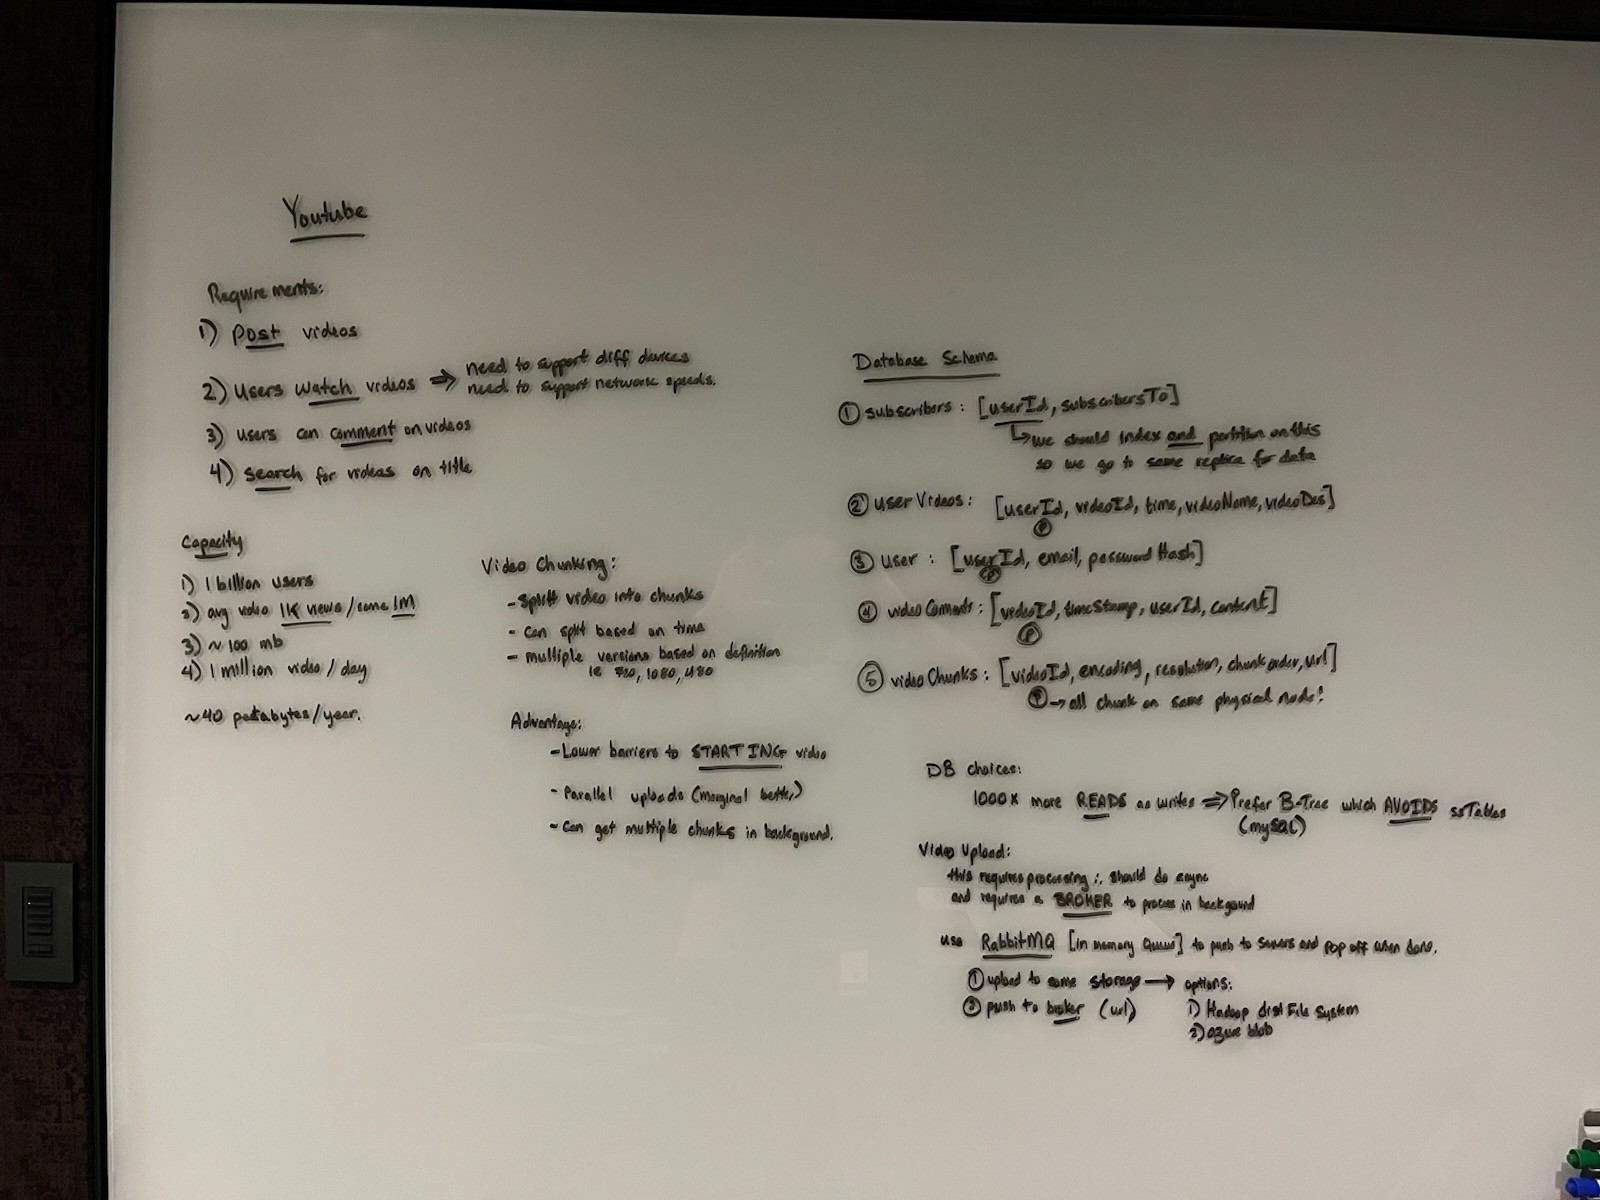 Youtube
Requirements:
1) Post videos
2) Users watch videos ⇒ need to support diff devices
need to support network speeds.
3) users can comment on videos
4) search for videos on title
Capacity
1) 1 billion users
2) avg video 1K views / some 1M
3) ~ 100 mb
4) 1 million video / day
~40 petabytes/year.
Video Chunking:
- split video into chunks
- can split based on time
- multiple versions based on definition
ie 720, 1080, 480
Advantage:
- Lower barriers to STARTING video
- Parallel uploads (marginal better)
- Can get multiple chunks in background.
Database Schema
① subscribers : [userId, subscribersTo]
↳ we should index and partition on this
so we go to same replica for data
② user Videos : [userId, videoId, time, videoName, videoDes]
Ⓟ
③ user : [userId, email, password Hash]
Ⓟ
④ video Comments : [videoId, timeStamp, userId, content]
Ⓟ
⑤ video Chunks : [videoId, encoding, resolution, chunk order, url]
Ⓟ → all chunk on same physical node!
DB choices:
1000x more READS as writes ⇒ Prefer B-Tree which AVOIDS ssTables
(mySQL)
Video Upload:
this requires processing ∴ should do async
and requires a BROKER to process in background
use RabbitMQ [in memory Queue] to push to servers and pop off when done.
① upload to some storage → options:
② push to broker (url)
1) Hadoop dist File System
2) azure blob